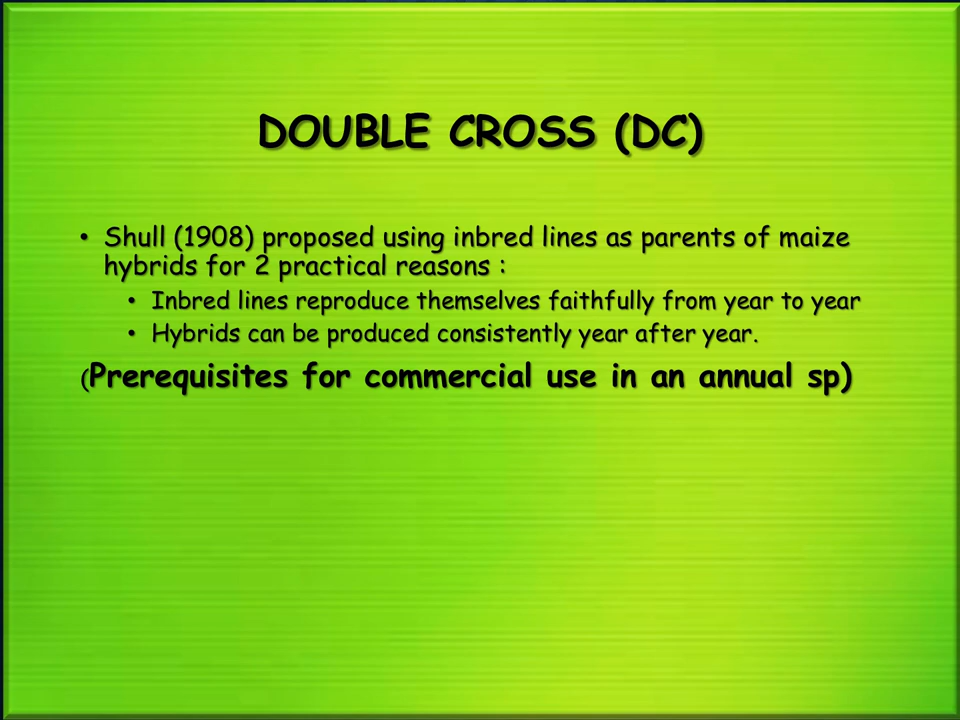 DOUBLE CROSS (DC)
• Shull (1908) proposed using inbred lines as parents of maize
hybrids for 2 practical reasons :
• Inbred lines reproduce themselves faithfully from year to year
• Hybrids can be produced consistently year after year.
(Prerequisites for commercial use in an annual sp)